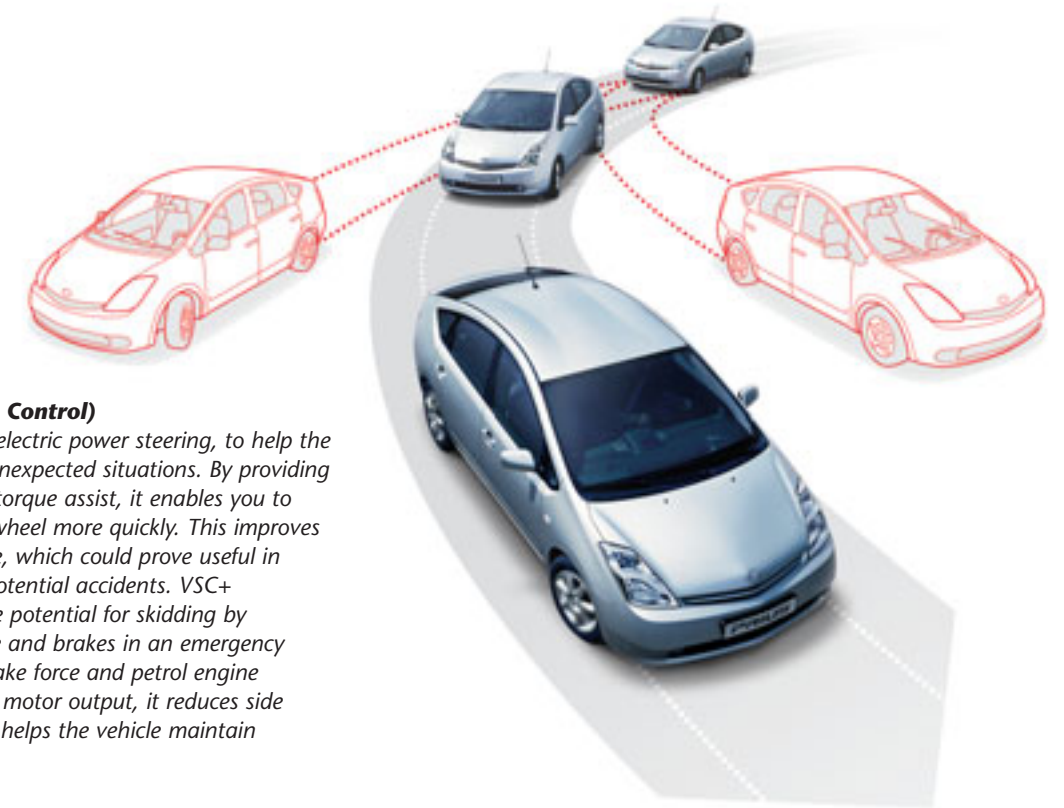 Control)
electric power steering, to help the
nexpected situations. By providing
torque assist, it enables you to
wheel more quickly. This improves
e, which could prove useful in
otential accidents. VSC+
e potential for skidding by
e and brakes in an emergency
ake force and petrol engine
motor output, it reduces side
helps the vehicle maintain